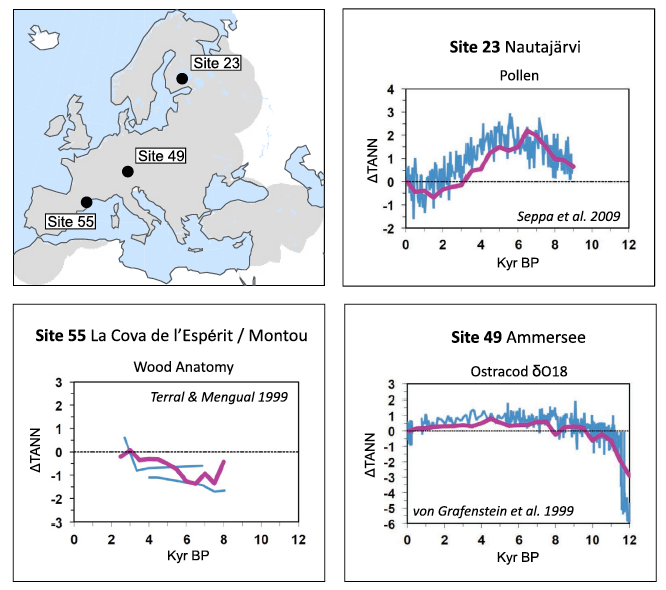 Site 23
Site 49
Site 55
Site 23 Nautajärvi
Pollen
4
3
2
1
0
-1
-2
ΔTANN
Seppa et al. 2009
0 2 4 6 8 10 12
Kyr BP
Site 55 La Cova de l'Espérit / Montou
Wood Anatomy
Terral & Mengual 1999
3
2
1
0
-1
-2
-3
ΔTANN
0 2 4 6 8 10 12
Kyr BP
Site 49 Ammersee
Ostracod δO18
3
2
1
0
-1
-2
-3
-4
-5
-6
ΔTANN
von Grafenstein et al. 1999
0 2 4 6 8 10 12
Kyr BP